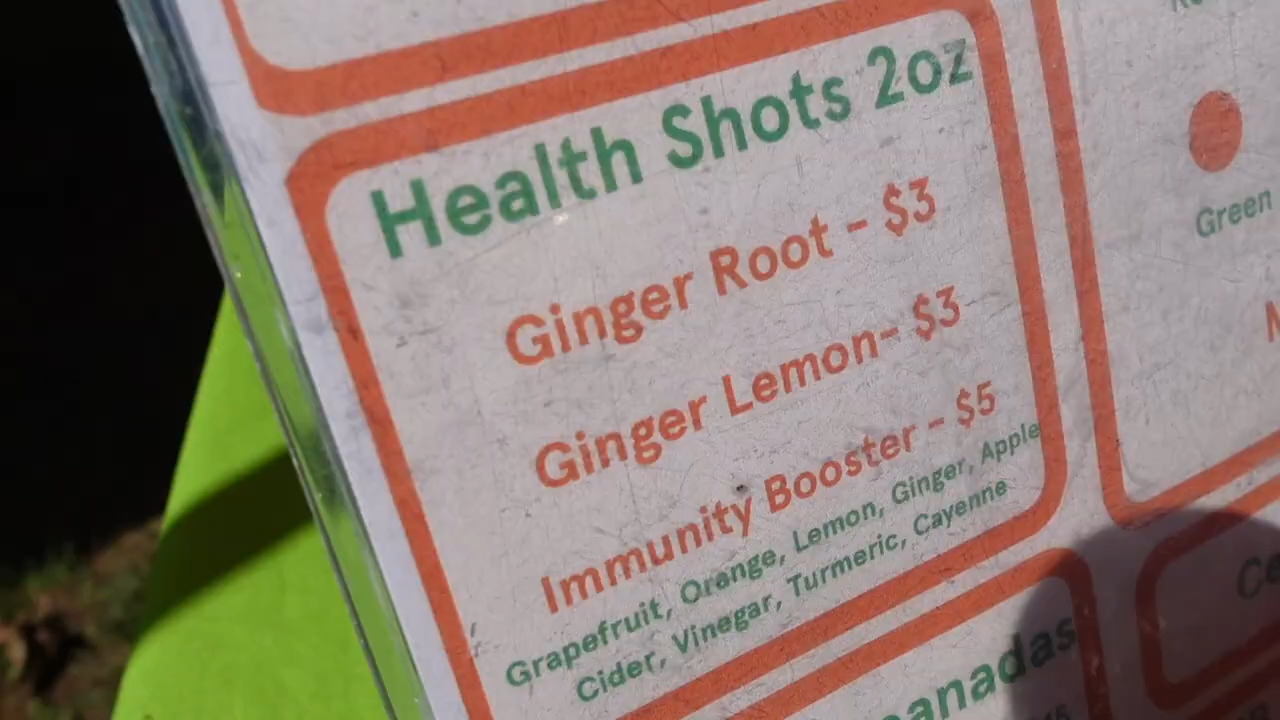 Health Shots 2oz
Ginger Root - $3
Ginger Lemon- $3
Immunity Booster - $5
Grapefruit, Orange, Lemon, Ginger, Apple
Cider, Vinegar, Turmeric, Cayenne
Green